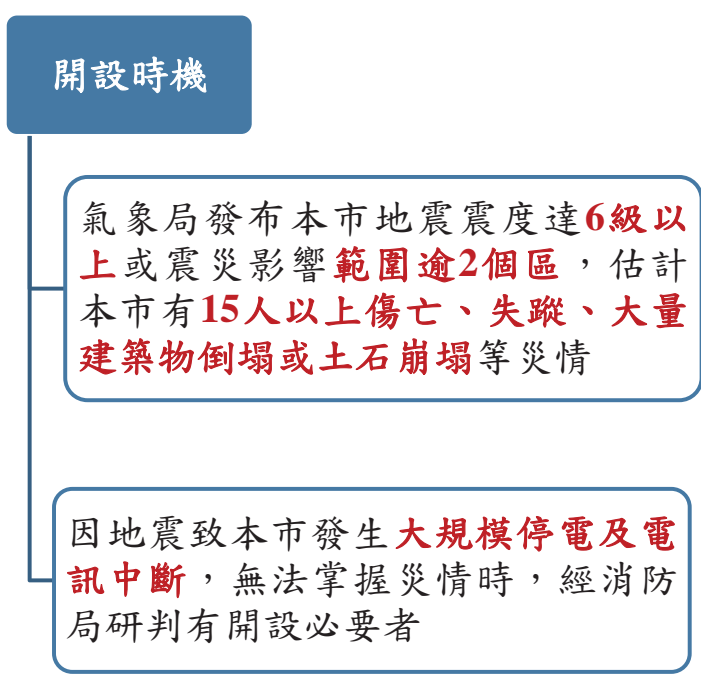 開設時機
氣象局發布本市地震震度達6級以
上或震災影響範圍逾2個區，估計
本市有15人以上傷亡、失蹤、大量
建築物倒塌或土石崩塌等災情
因地震致本市發生大規模停電及電
訊中斷，無法掌握災情時，經消防
局研判有開設必要者